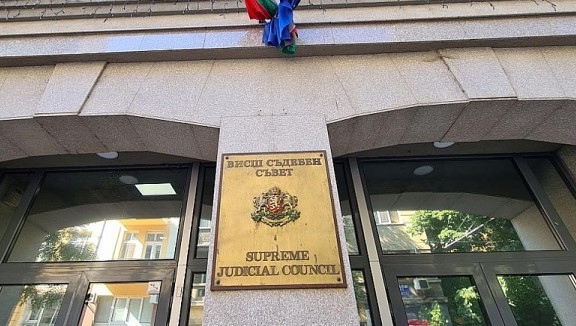 ВИСШ СЪДЕБЕН
СЪВЕТ
SUPREME
JUDICIAL COUNCIL